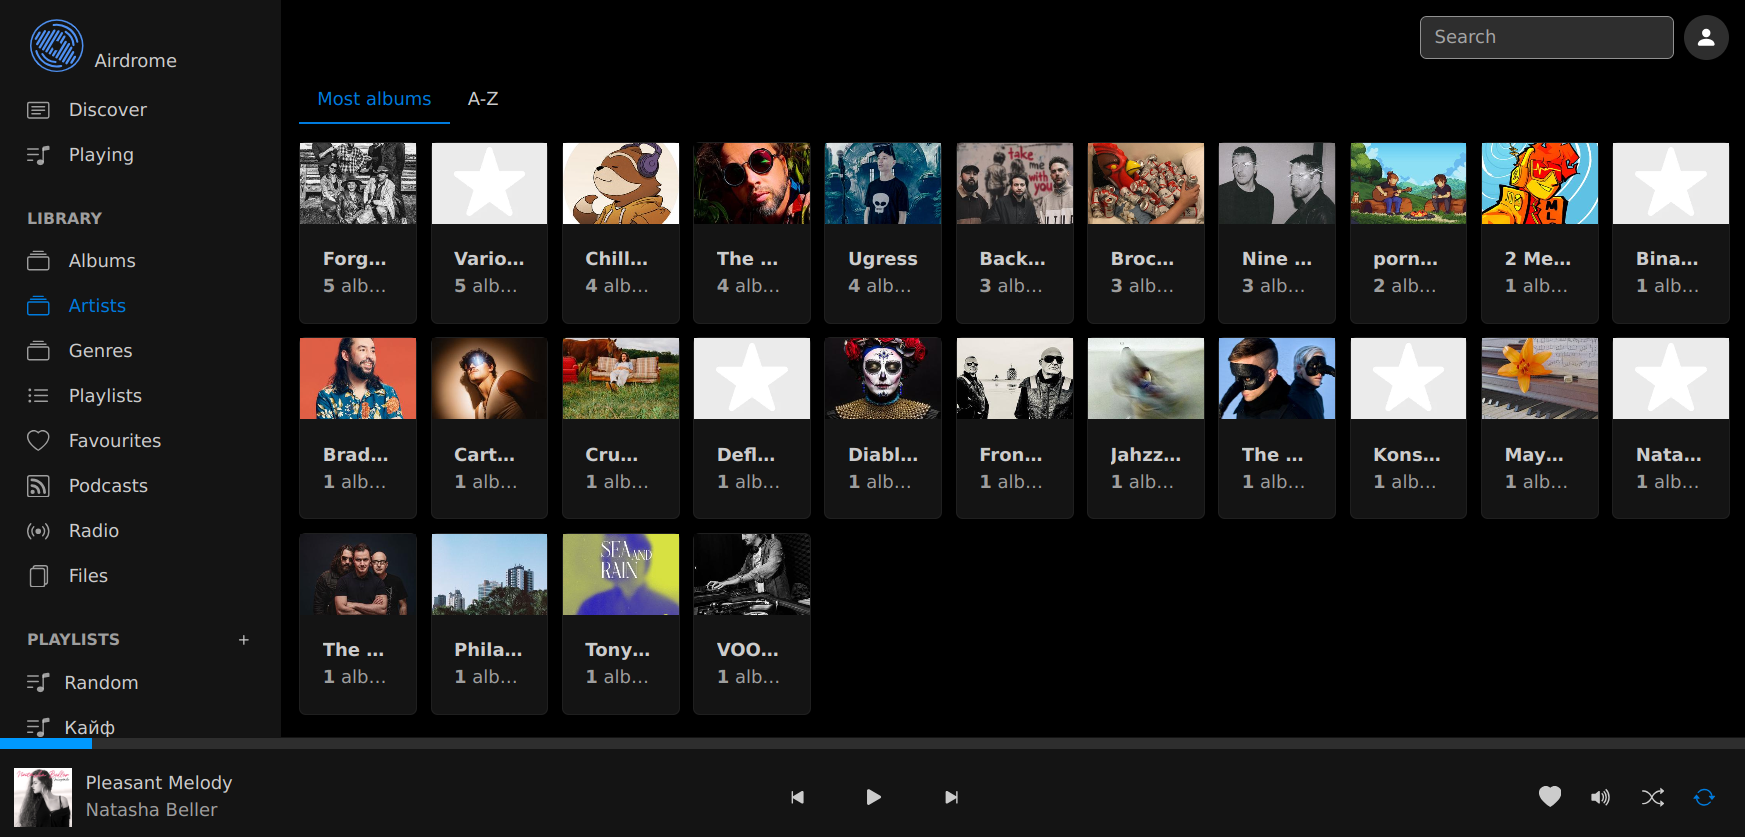 Airdrome
Search
Discover
Playing
LIBRARY
Albums
Artists
Genres
Playlists
Favourites
Podcasts
Radio
Files
PLAYLISTS +
Random
Кайф
Most albums A-Z
take
me
with
you
Forg... Vario... Chill... The ... Ugress Back... Broc... Nine ... porn... 2 Me... Bina...
5 alb... 5 alb... 4 alb... 4 alb... 4 alb... 3 alb... 3 alb... 3 alb... 2 alb... 1 alb... 1 alb...
Brad... Cart... Cru... Defl... Diabl... Fron... Jahzz... The ... Kons... May... Nata...
1 alb... 1 alb... 1 alb... 1 alb... 1 alb... 1 alb... 1 alb... 1 alb... 1 alb... 1 alb... 1 alb...
SEA AND
RAIN
The ... Phila... Tony... VOO...
1 alb... 1 alb... 1 alb... 1 alb...
Pleasant Melody
Natasha Beller